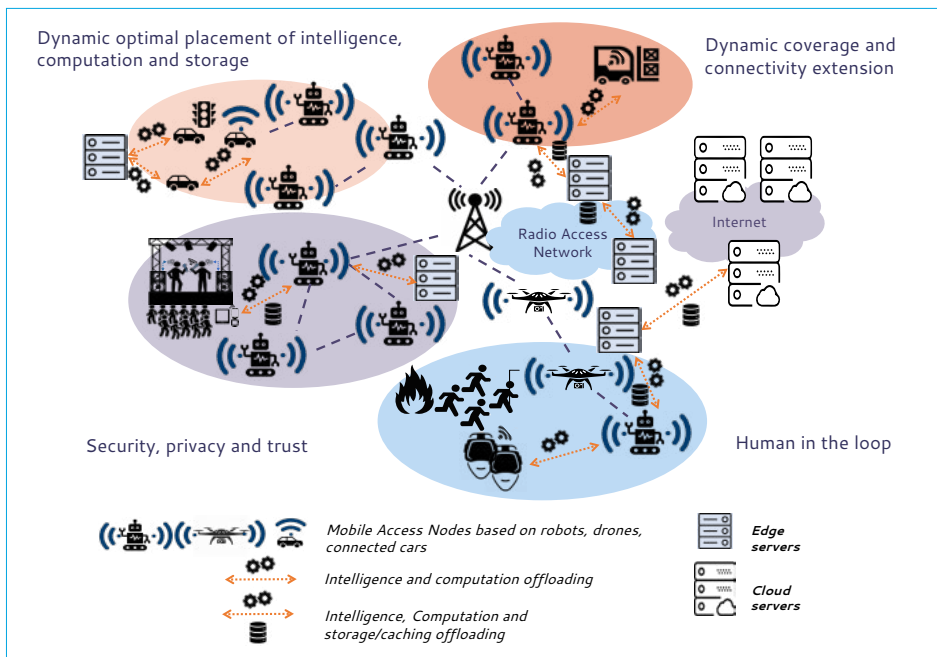 Dynamic optimal placement of intelligence,
computation and storage
Dynamic coverage and
connectivity extension
Internet
Radio Access
Network
Security, privacy and trust
Human in the loop
Mobile Access Nodes based on robots, drones,
connected cars
Edge
servers
Intelligence and computation offloading
Cloud
servers
Intelligence, Computation and
storage/caching offloading